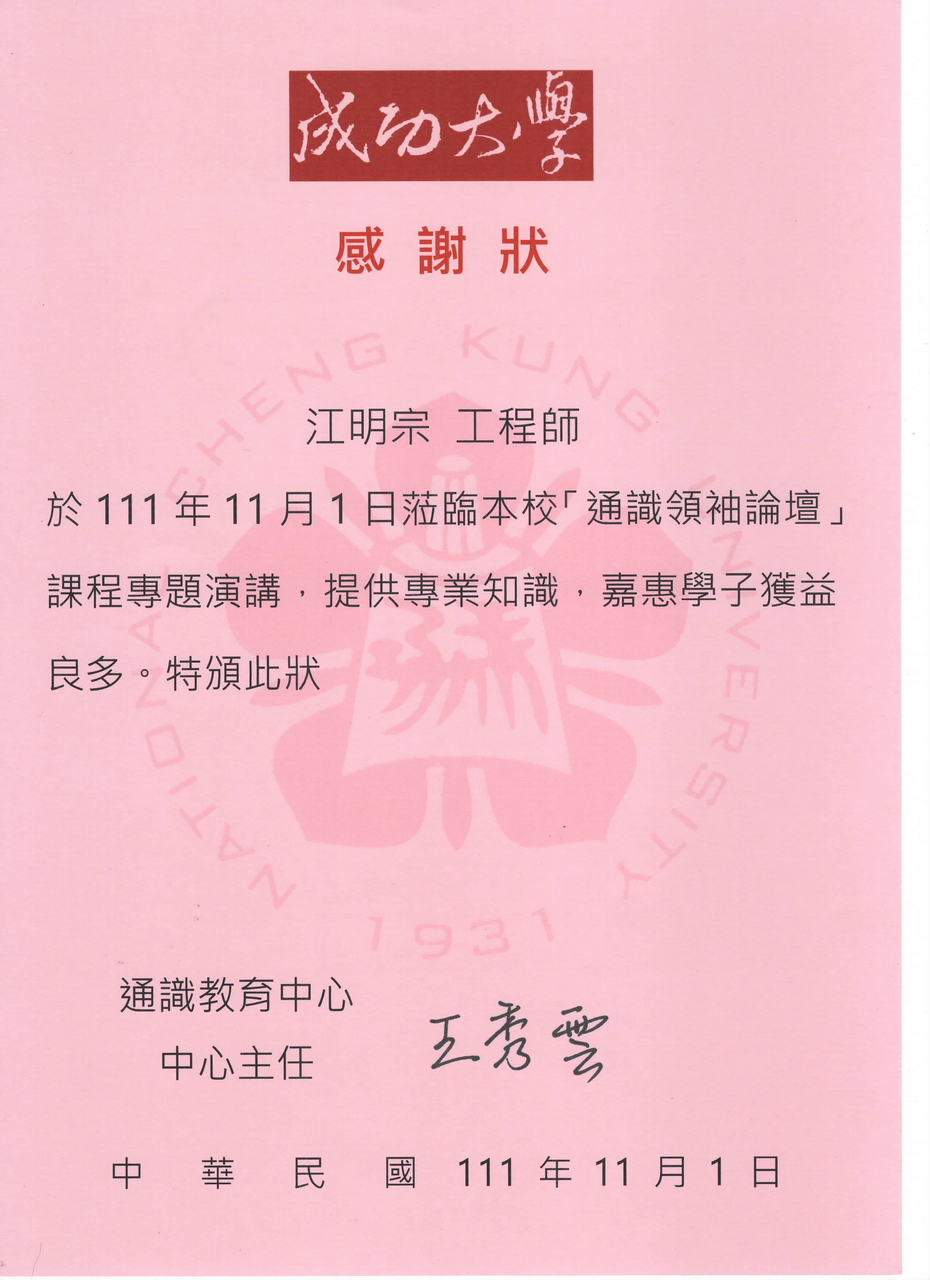 成功大學
感謝狀
NATIONAL CHENG KUNG UNIVERSITY
江明宗 工程師
於 111 年 11 月 1 日蒞臨本校「通識領袖論壇」
課程專題演講，提供專業知識，嘉惠學子獲益
良多。特頒此狀
1931
通識教育中心
中心主任 王秀雲
中華民國 111 年 11 月 1 日